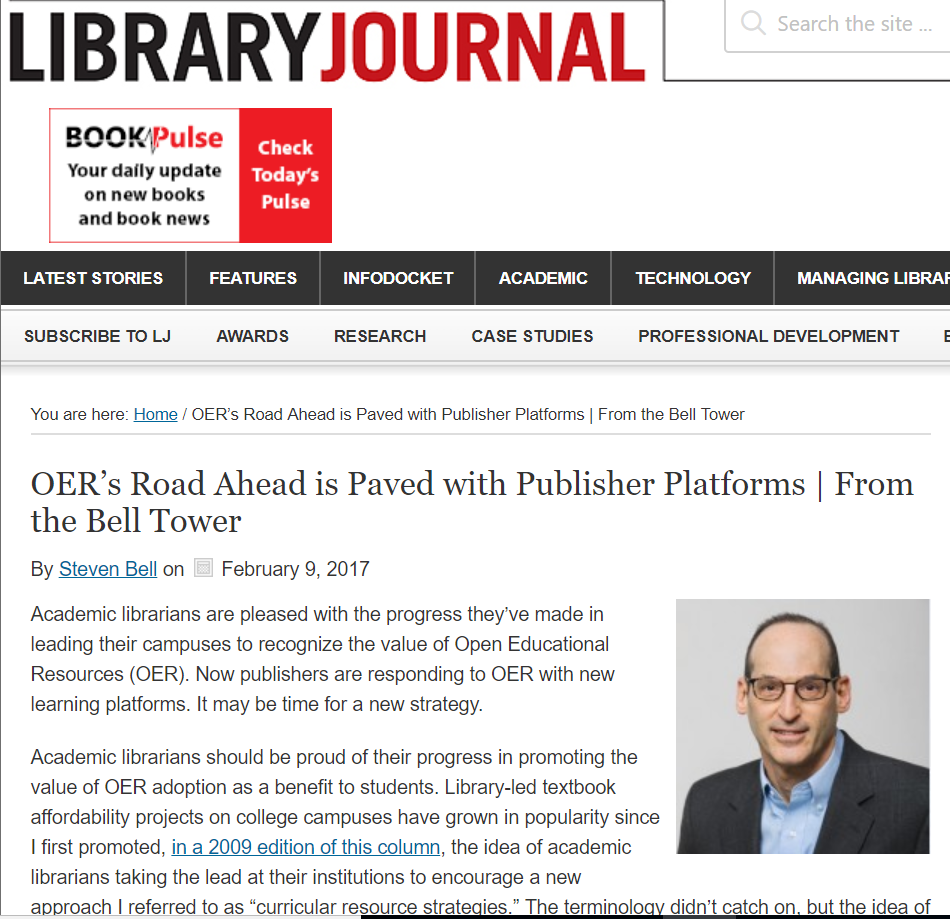 LIBRARYJOURNAL
Search the site ...
BOOKPulse
Your daily update
on new books
and book news
Check
Today's
Pulse
LATEST STORIES FEATURES INFODOCKET ACADEMIC TECHNOLOGY MANAGING LIBRAR
SUBSCRIBE TO LJ AWARDS RESEARCH CASE STUDIES PROFESSIONAL DEVELOPMENT
You are here: Home / OER’s Road Ahead is Paved with Publisher Platforms | From the Bell Tower
OER’s Road Ahead is Paved with Publisher Platforms | From
the Bell Tower
By Steven Bell on February 9, 2017
Academic librarians are pleased with the progress they’ve made in
leading their campuses to recognize the value of Open Educational
Resources (OER). Now publishers are responding to OER with new
learning platforms. It may be time for a new strategy.
Academic librarians should be proud of their progress in promoting the
value of OER adoption as a benefit to students. Library-led textbook
affordability projects on college campuses have grown in popularity since
I first promoted, in a 2009 edition of this column, the idea of academic
librarians taking the lead at their institutions to encourage a new
approach I referred to as “curricular resource strategies.” The terminology didn’t catch on, but the idea of